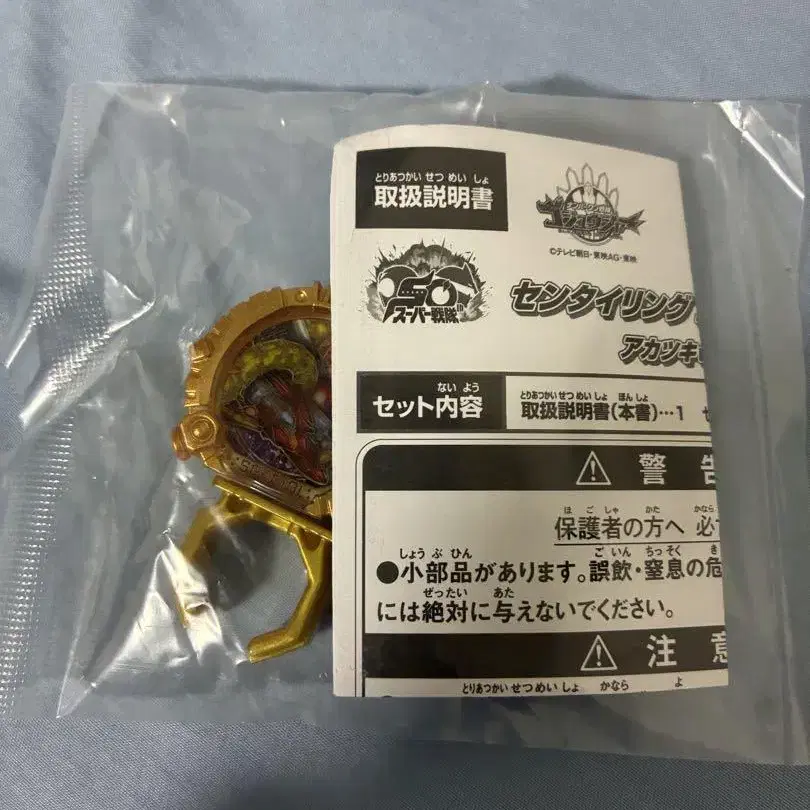 とりあつかい せつ めい しょ
取扱説明書
©テレビ朝日・東映AG・東映
50th
スーパー戦隊
センタイリング
アカツキ
ない よう
セット内容
とりあつかい せつ めい しょ ほん しょ
取扱説明書(本書)…1 セ
警 告
ほ ご しゃ かた かなら
保護者の方へ 必ず
しょう ぶ ひん ご いん ちっ そく き
●小部品があります。誤飲・窒息の危
ぜったい あた
には絶対に与えないでください。
注 意
とりあつかい せつ めい しょ かなら よ